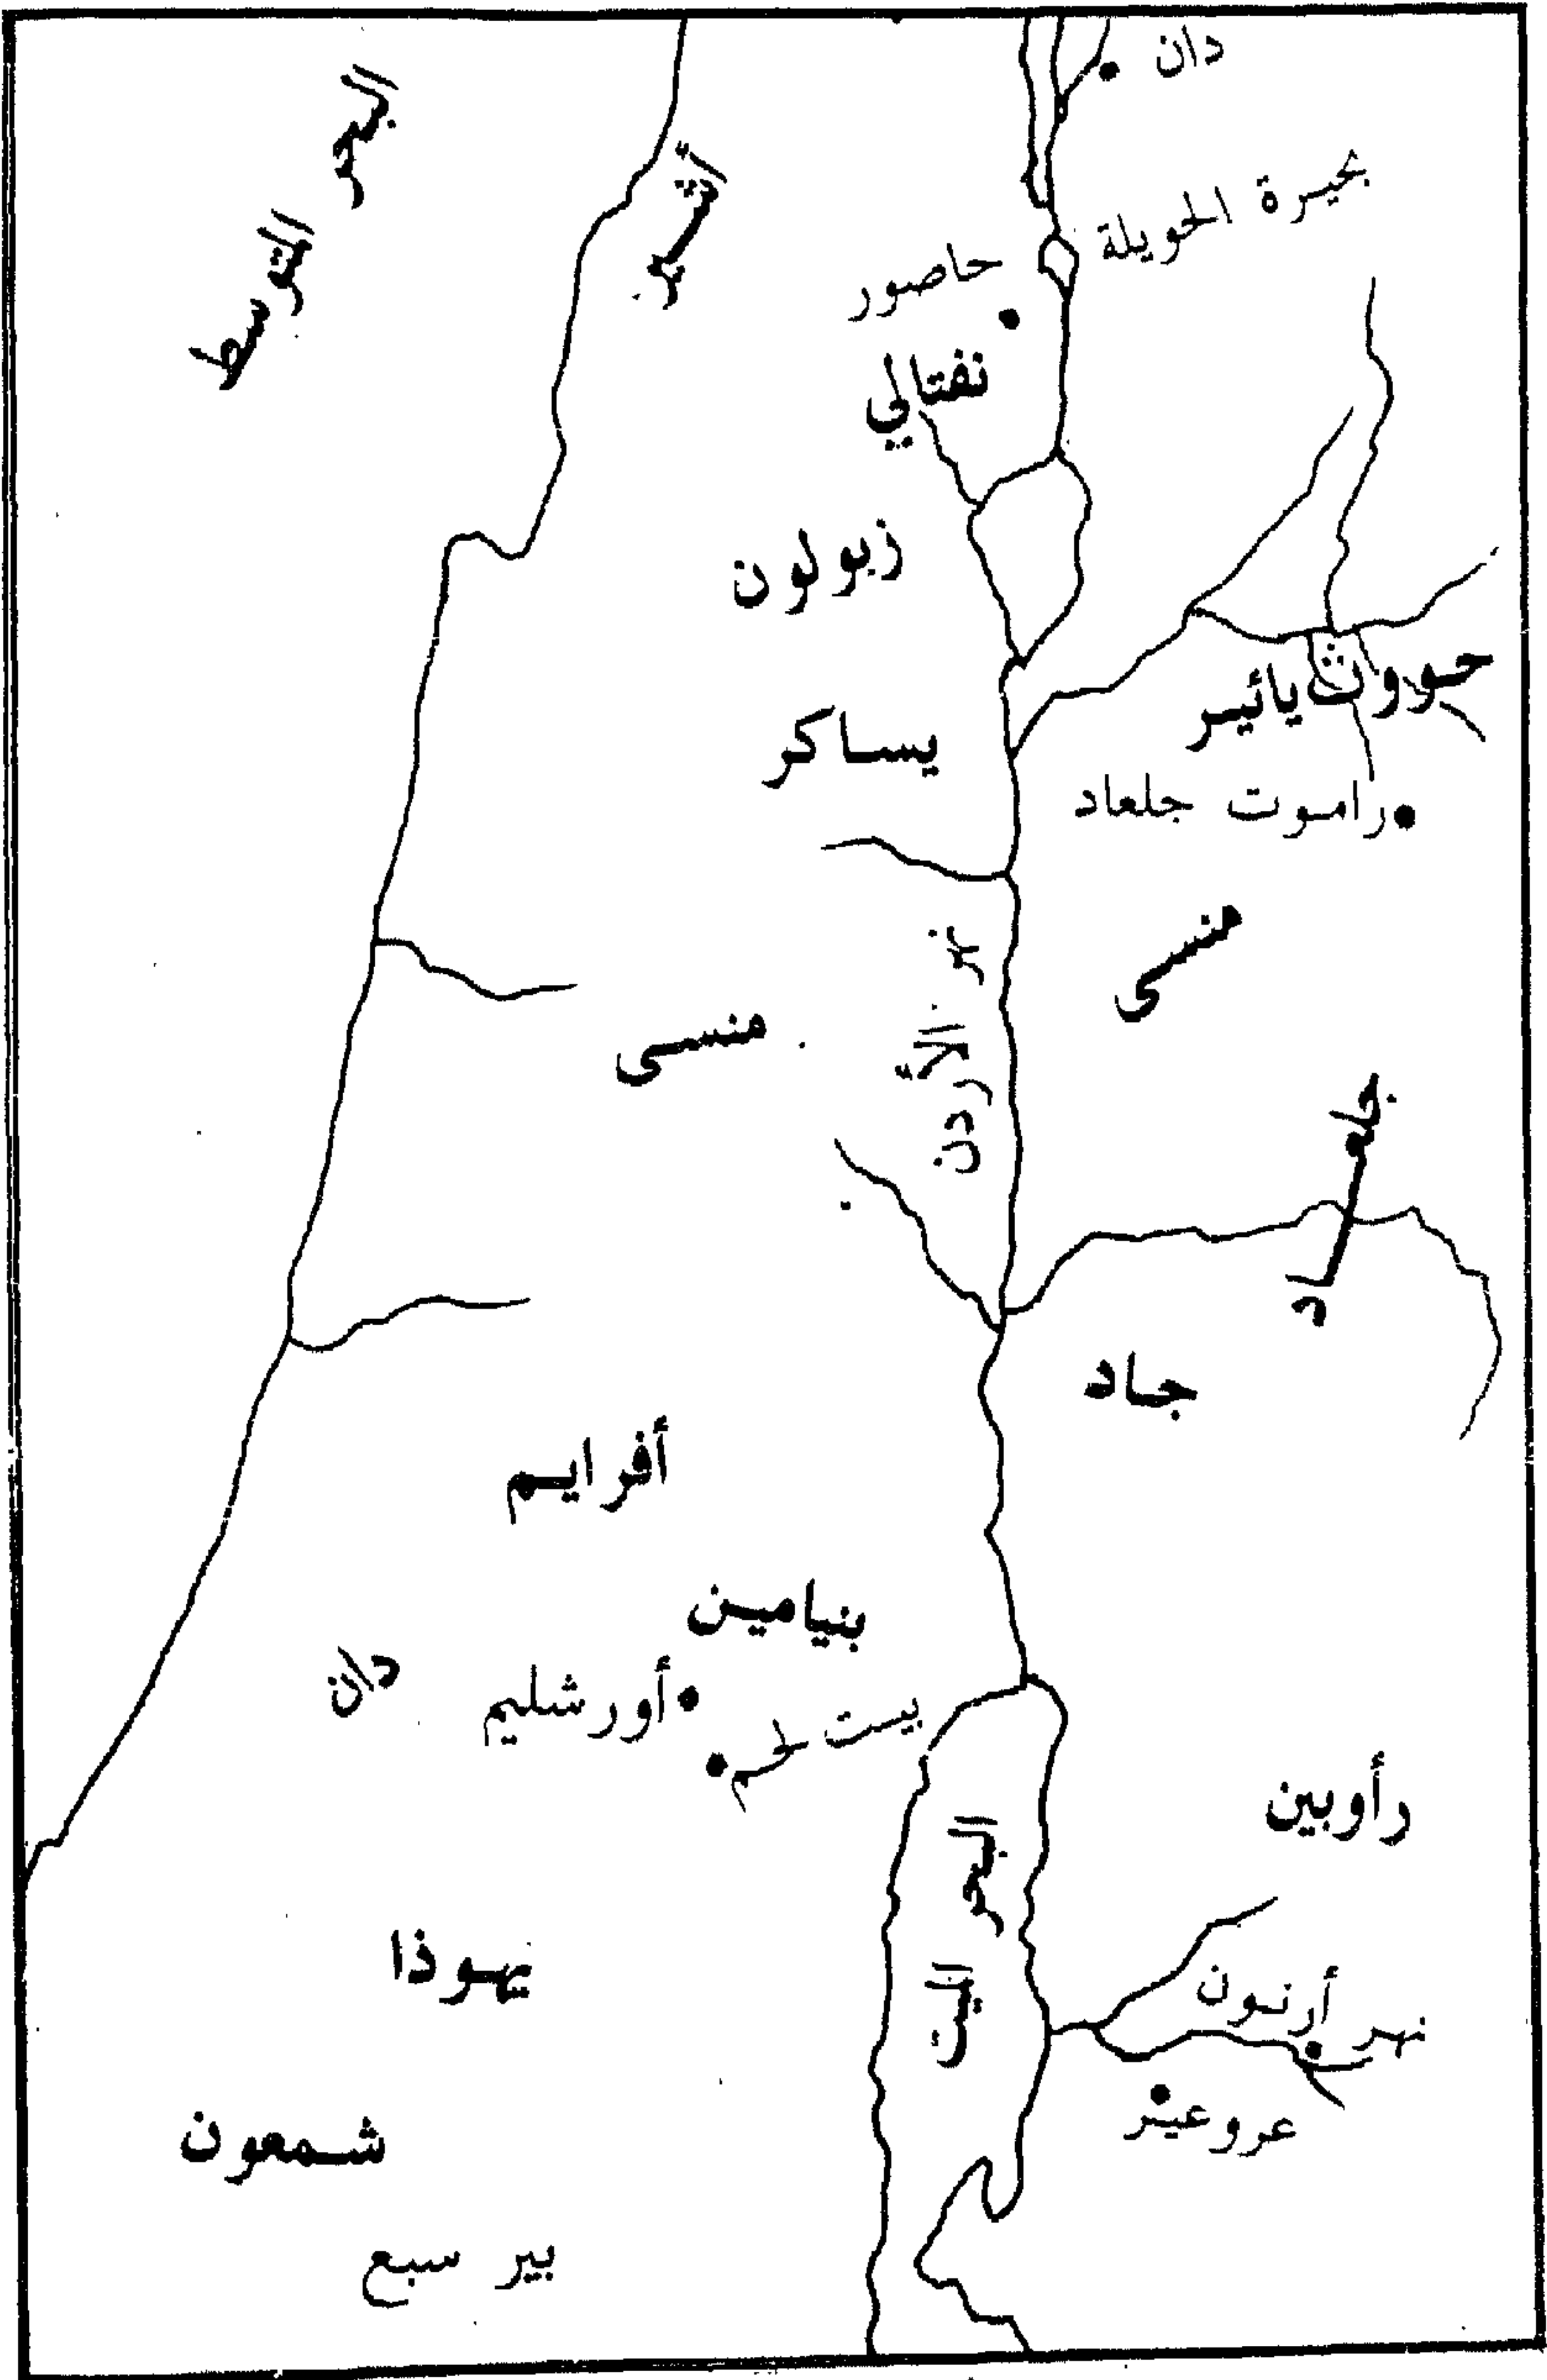 دان
البحر المتوسط
أشير
بحيرة الحويلة
حاصور
نفتالي
زبولون
حووث يائير
يساكر
راموت جلعاد
منسى
نهر الأردن
منسى
جلعاد
جاد
أفرايم
بنيامين
دان
أورشليم
بيت لحم
رأوبين
البحر
يهوذا
نهر أرنون
عروعير
شمعون
بير سبع